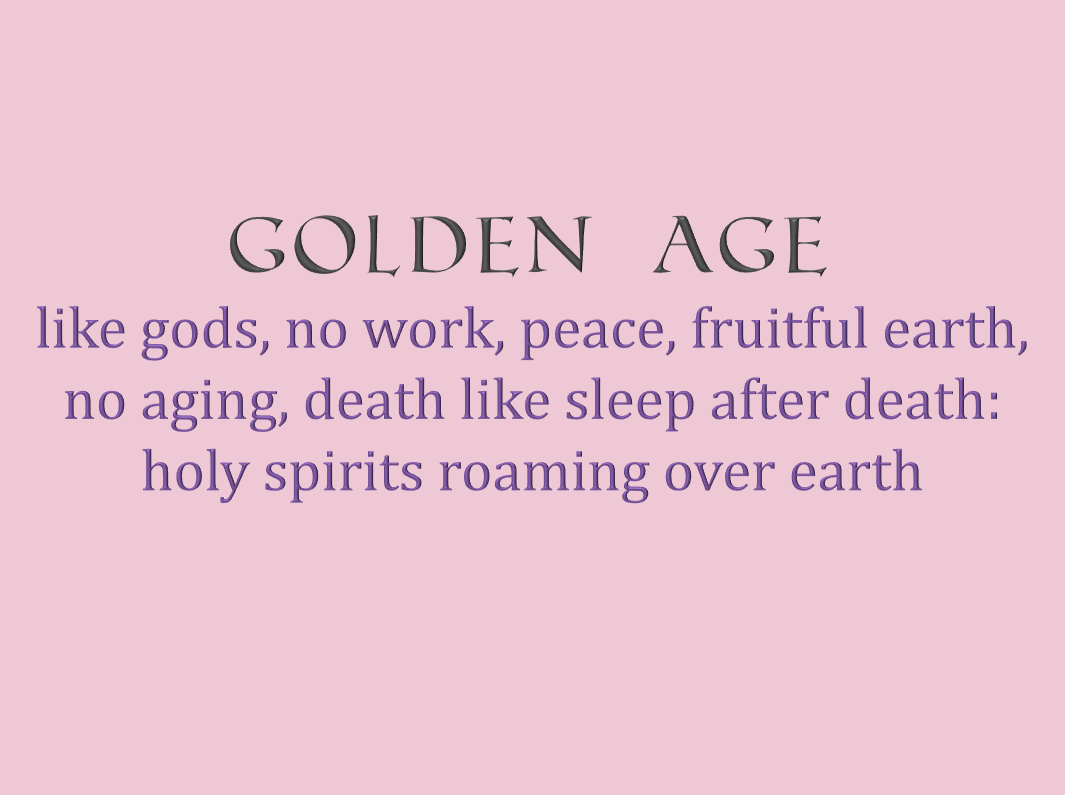 GOLDEN AGE
like gods, no work, peace, fruitful earth,
no aging, death like sleep after death:
holy spirits roaming over earth